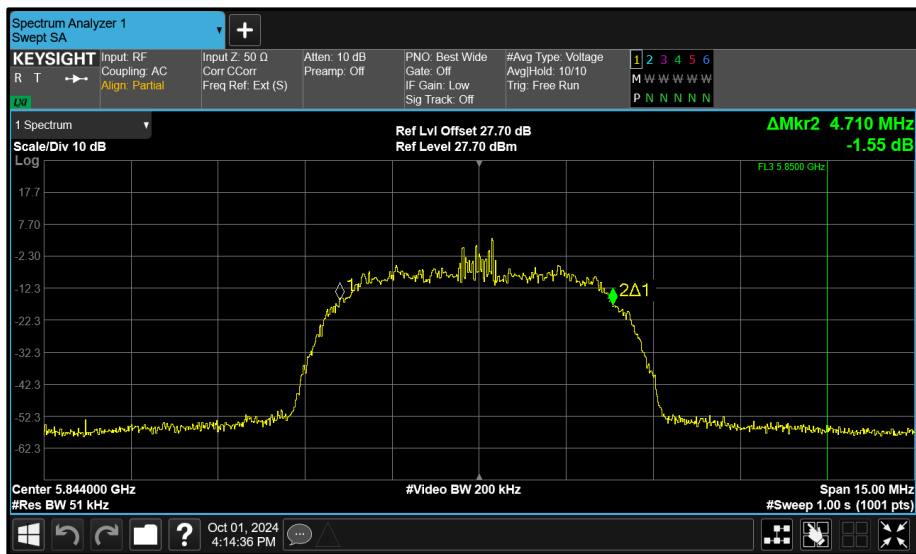 Spectrum Analyzer 1
Swept SA
KEYSIGHT
R T
LXI
Input: RF
Coupling: AC
Align: Partial
Input Z: 50 Ω
Corr CCorr
Freq Ref: Ext (S)
Atten: 10 dB
Preamp: Off
PNO: Best Wide
Gate: Off
IF Gain: Low
Sig Track: Off
#Avg Type: Voltage
Avg|Hold: 10/10
Trig: Free Run
1 2 3 4 5 6
M W W W W W
P N N N N N
1 Spectrum
Scale/Div 10 dB
Ref Lvl Offset 27.70 dB
Ref Level 27.70 dBm
ΔMkr2 4.710 MHz
-1.55 dB
Log
FL3 5.8500 GHz
17.7
7.70
-2.30
-12.3
-22.3
-32.3
-42.3
-52.3
-62.3
1
2Δ1
Center 5.844000 GHz
#Res BW 51 kHz
#Video BW 200 kHz
Span 15.00 MHz
#Sweep 1.00 s (1001 pts)
?
Oct 01, 2024
4:14:36 PM